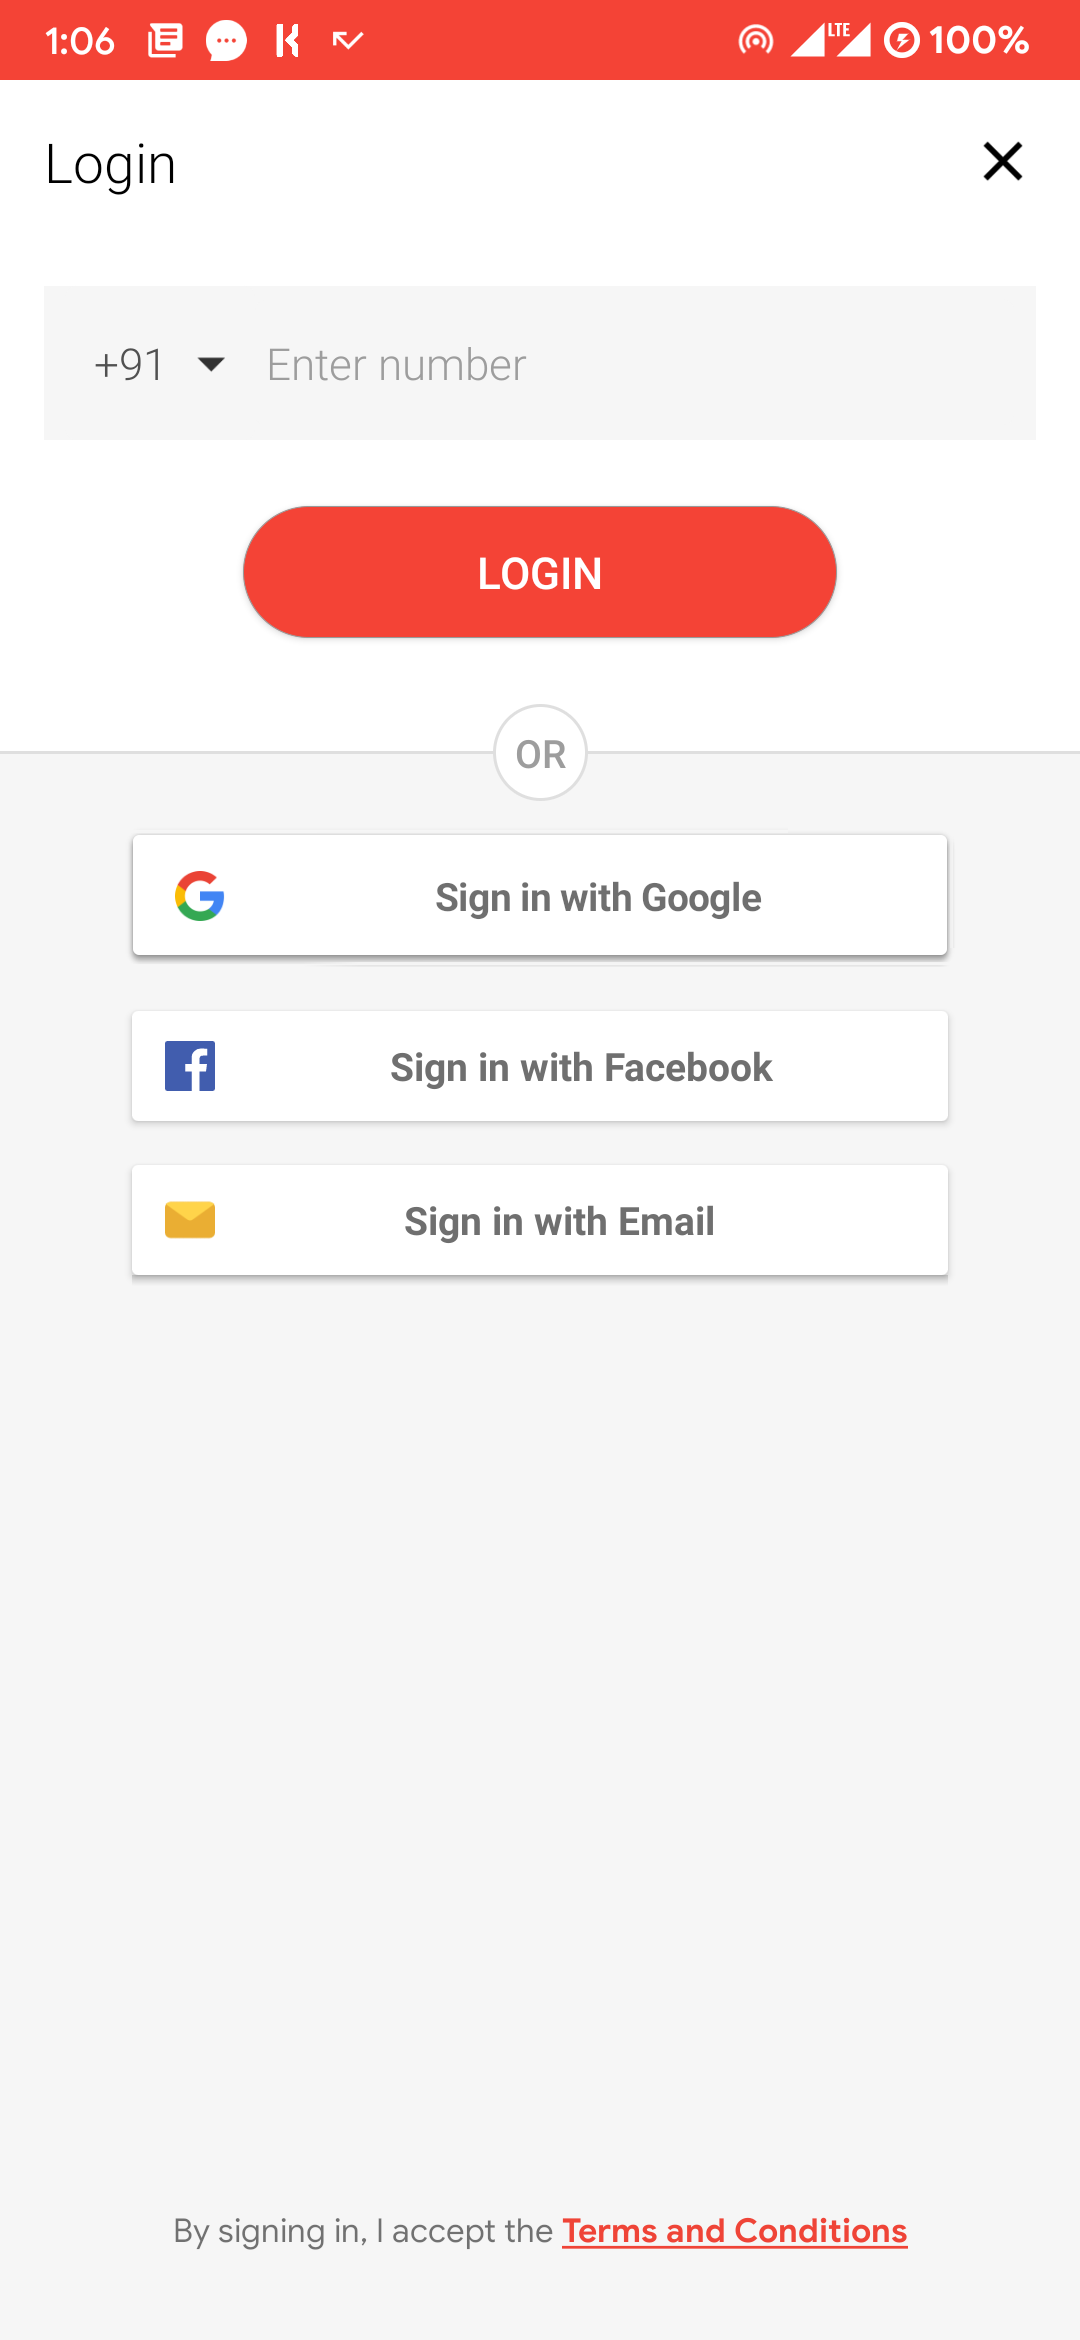 1:06 LTE 100%
Login
+91 Enter number
LOGIN
OR
Sign in with Google
Sign in with Facebook
Sign in with Email
By signing in, I accept the Terms and Conditions